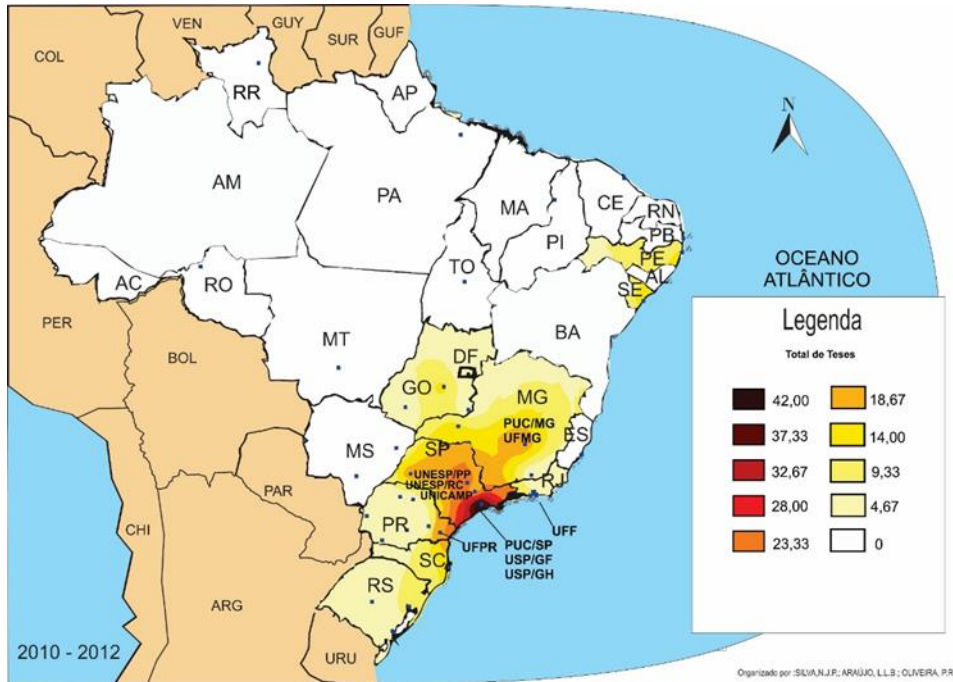 COL
VEN
GUY
SUR
GUF
RR
AP
N
AM
PA
MA
CE
RN
PB
PI
PE
AL
SE
TO
AC
RO
PER
OCEANO
ATLÂNTICO
BA
MT
BOL
DF
GO
MG
PUC/MG
UFMG
ES
MS
SP
UNESP/PP
UNESP/RC
UNICAMP
RJ
UFF
PAR
PR
UFPR
PUC/SP
USP/GF
USP/GH
CHI
SC
RS
ARG
URU
Legenda
Total de Teses
42,00
37,33
32,67
28,00
23,33
18,67
14,00
9,33
4,67
0
2010 - 2012
Organizado por :SILVA,N.J.P.; ARAÚJO, L.L.B.; OLIVEIRA, P.R